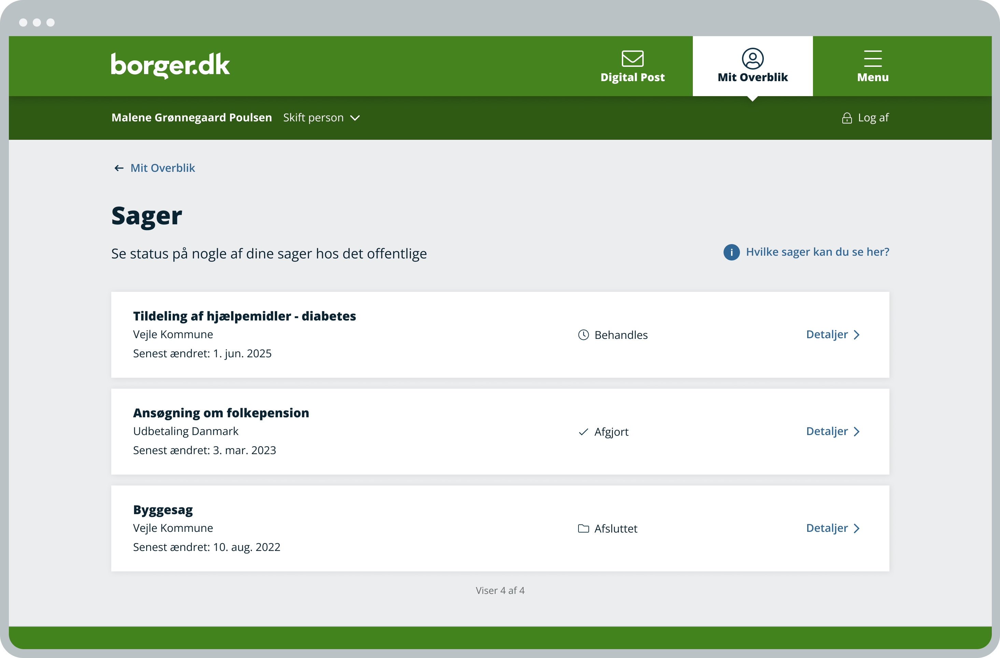 borger.dk
Digital Post
Mit Overblik
Menu
Malene Grønnegaard Poulsen Skift person
Log af
Mit Overblik
Sager
Se status på nogle af dine sager hos det offentlige
i Hvilke sager kan du se her?
Tildeling af hjælpemidler - diabetes
Vejle Kommune
Senest ændret: 1. jun. 2025
Behandles
Detaljer
Ansøgning om folkepension
Udbetaling Danmark
Senest ændret: 3. mar. 2023
Afgjort
Detaljer
Byggesag
Vejle Kommune
Senest ændret: 10. aug. 2022
Afsluttet
Detaljer
Viser 4 af 4